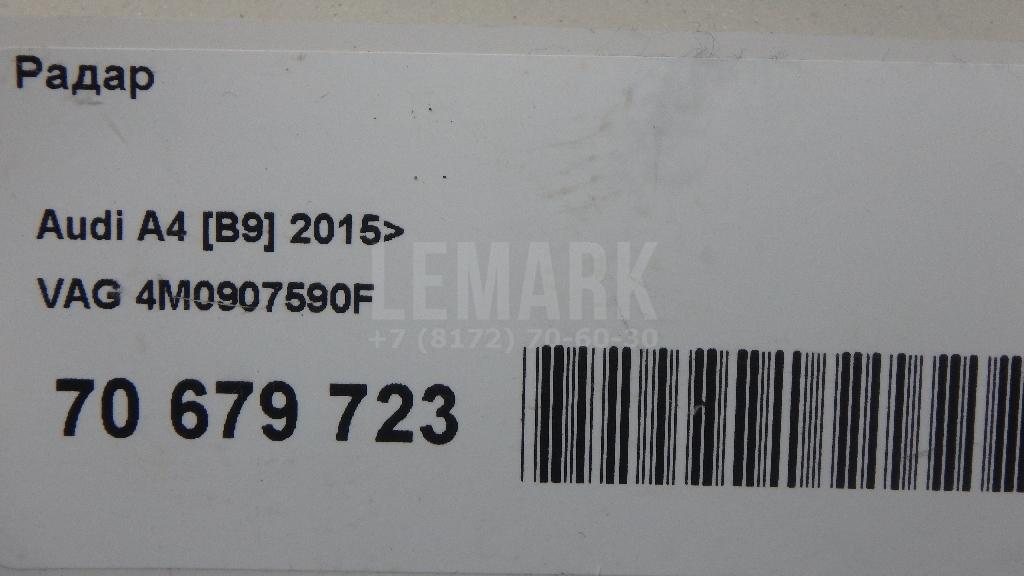 Радар
Audi A4 [B9] 2015>
VAG 4M0907590F
LEMARK
+7 (8172) 70-60-30
70 679 723